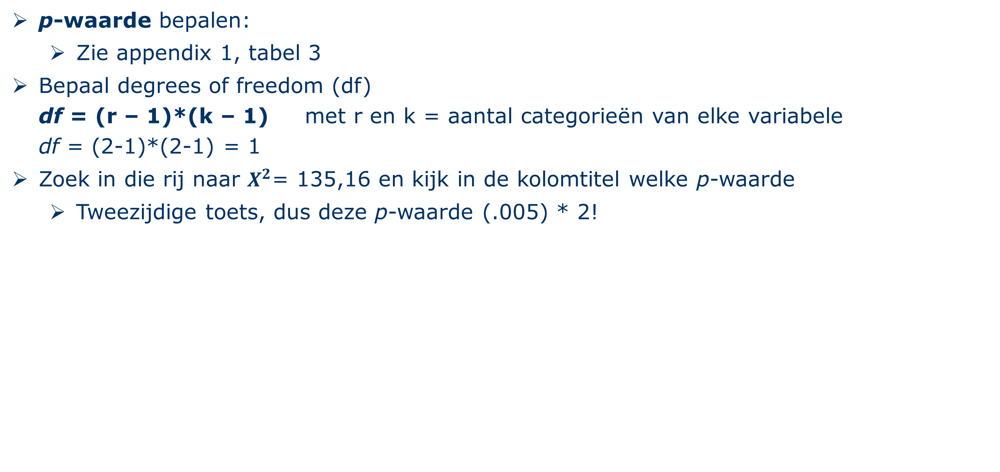 ➢ p-waarde bepalen:
➢ Zie appendix 1, tabel 3
➢ Bepaal degrees of freedom (df)
df = (r – 1)*(k – 1) met r en k = aantal categorieën van elke variabele
df = (2-1)*(2-1) = 1
➢ Zoek in die rij naar X²= 135,16 en kijk in de kolomtitel welke p-waarde
➢ Tweezijdige toets, dus deze p-waarde (.005) * 2!